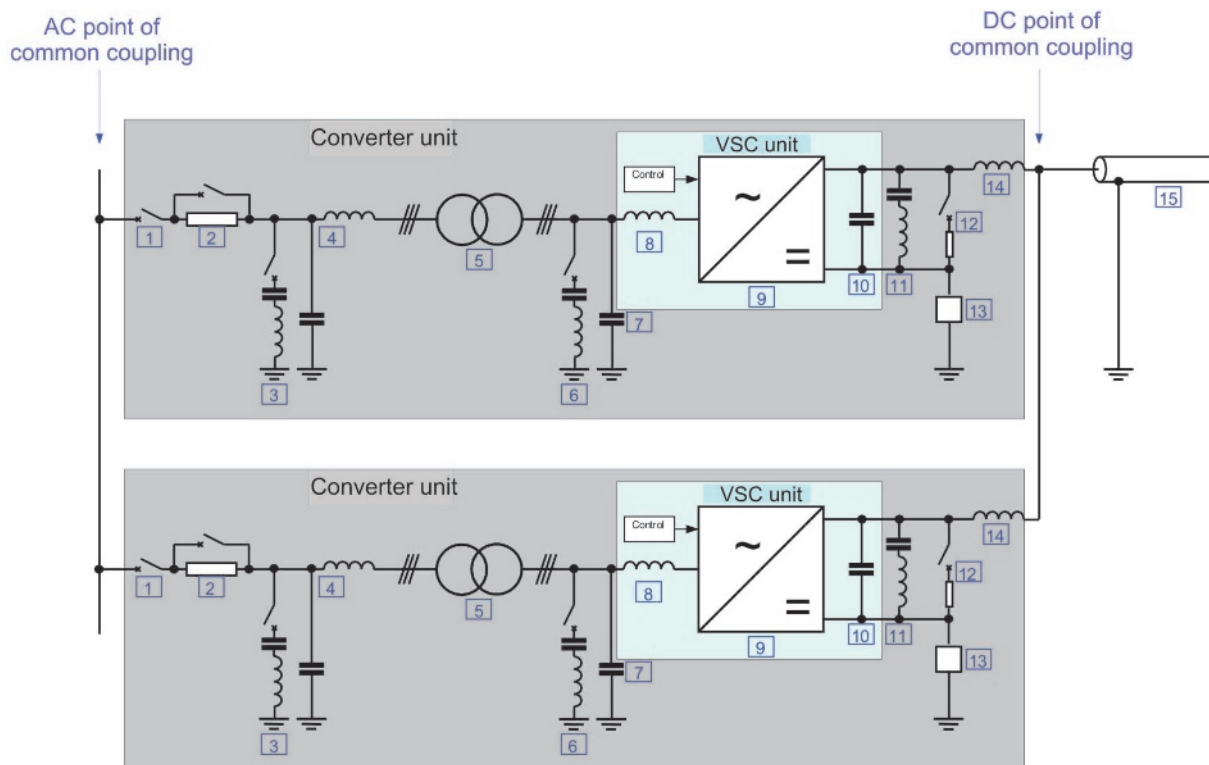 AC point of
common coupling
DC point of
common coupling
Converter unit
VSC unit
Control
1
2
3
4
5
6
7
8
9
10
11
12
13
14
15
Converter unit
VSC unit
Control
1
2
3
4
5
6
7
8
9
10
11
12
13
14